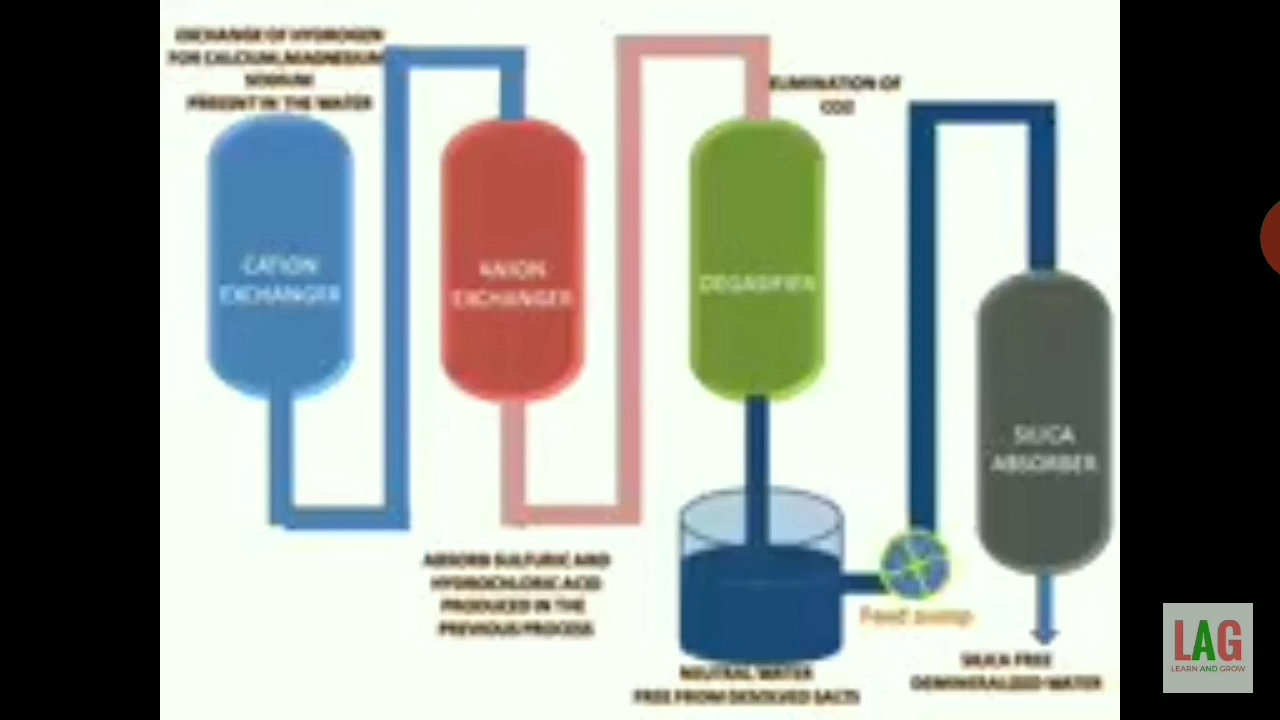 EXCHANGE OF HYDROGEN
FOR CALCIUM,MAGNESIUM
SODIUM
PRESENT IN THE WATER
CATION
EXCHANGER
ANION
EXCHANGER
ABSORB SULFURIC AND
HYDROCHLORIC ACID
PRODUCED IN THE
PREVIOUS PROCESS
ELIMINATION OF
CO2
DEGASIFIER
NEUTRAL WATER
FREE FROM DESOLVED SALTS
Feed pump
SILICA
ABSORBER
SILICA FREE
DEMINERALIZED WATER
LAG
LEARN AND GROW